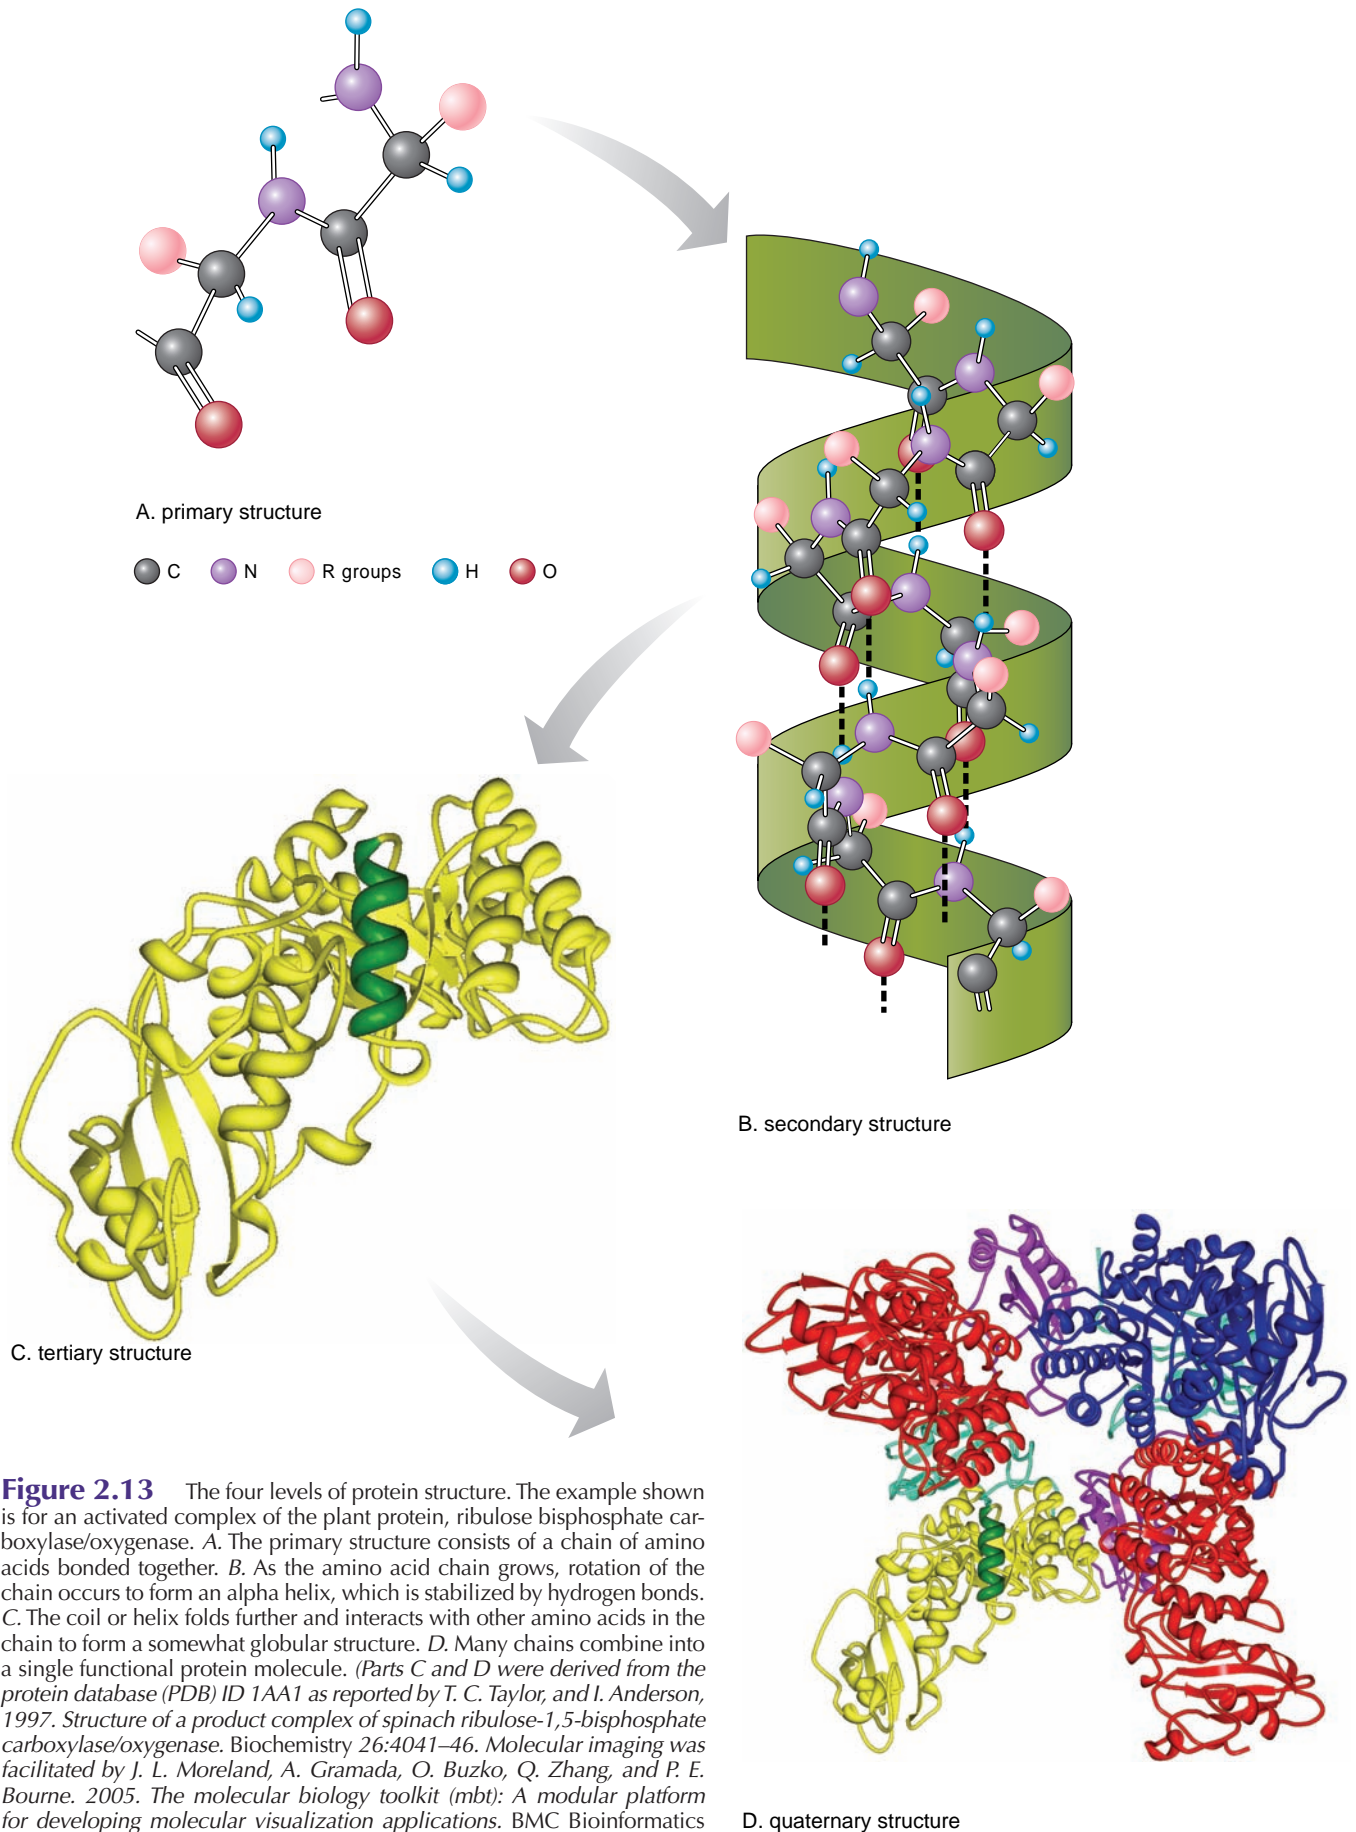 A. primary structure
C N R groups H O
B. secondary structure
C. tertiary structure
Figure 2.13 The four levels of protein structure. The example shown
is for an activated complex of the plant protein, ribulose bisphosphate car-
boxylase/oxygenase. A. The primary structure consists of a chain of amino
acids bonded together. B. As the amino acid chain grows, rotation of the
chain occurs to form an alpha helix, which is stabilized by hydrogen bonds.
C. The coil or helix folds further and interacts with other amino acids in the
chain to form a somewhat globular structure. D. Many chains combine into
a single functional protein molecule. (Parts C and D were derived from the
protein database (PDB) ID 1AA1 as reported by T. C. Taylor, and I. Anderson,
1997. Structure of a product complex of spinach ribulose-1,5-bisphosphate
carboxylase/oxygenase. Biochemistry 26:4041–46. Molecular imaging was
facilitated by J. L. Moreland, A. Gramada, O. Buzko, Q. Zhang, and P. E.
Bourne. 2005. The molecular biology toolkit (mbt): A modular platform
for developing molecular visualization applications. BMC Bioinformatics
D. quaternary structure